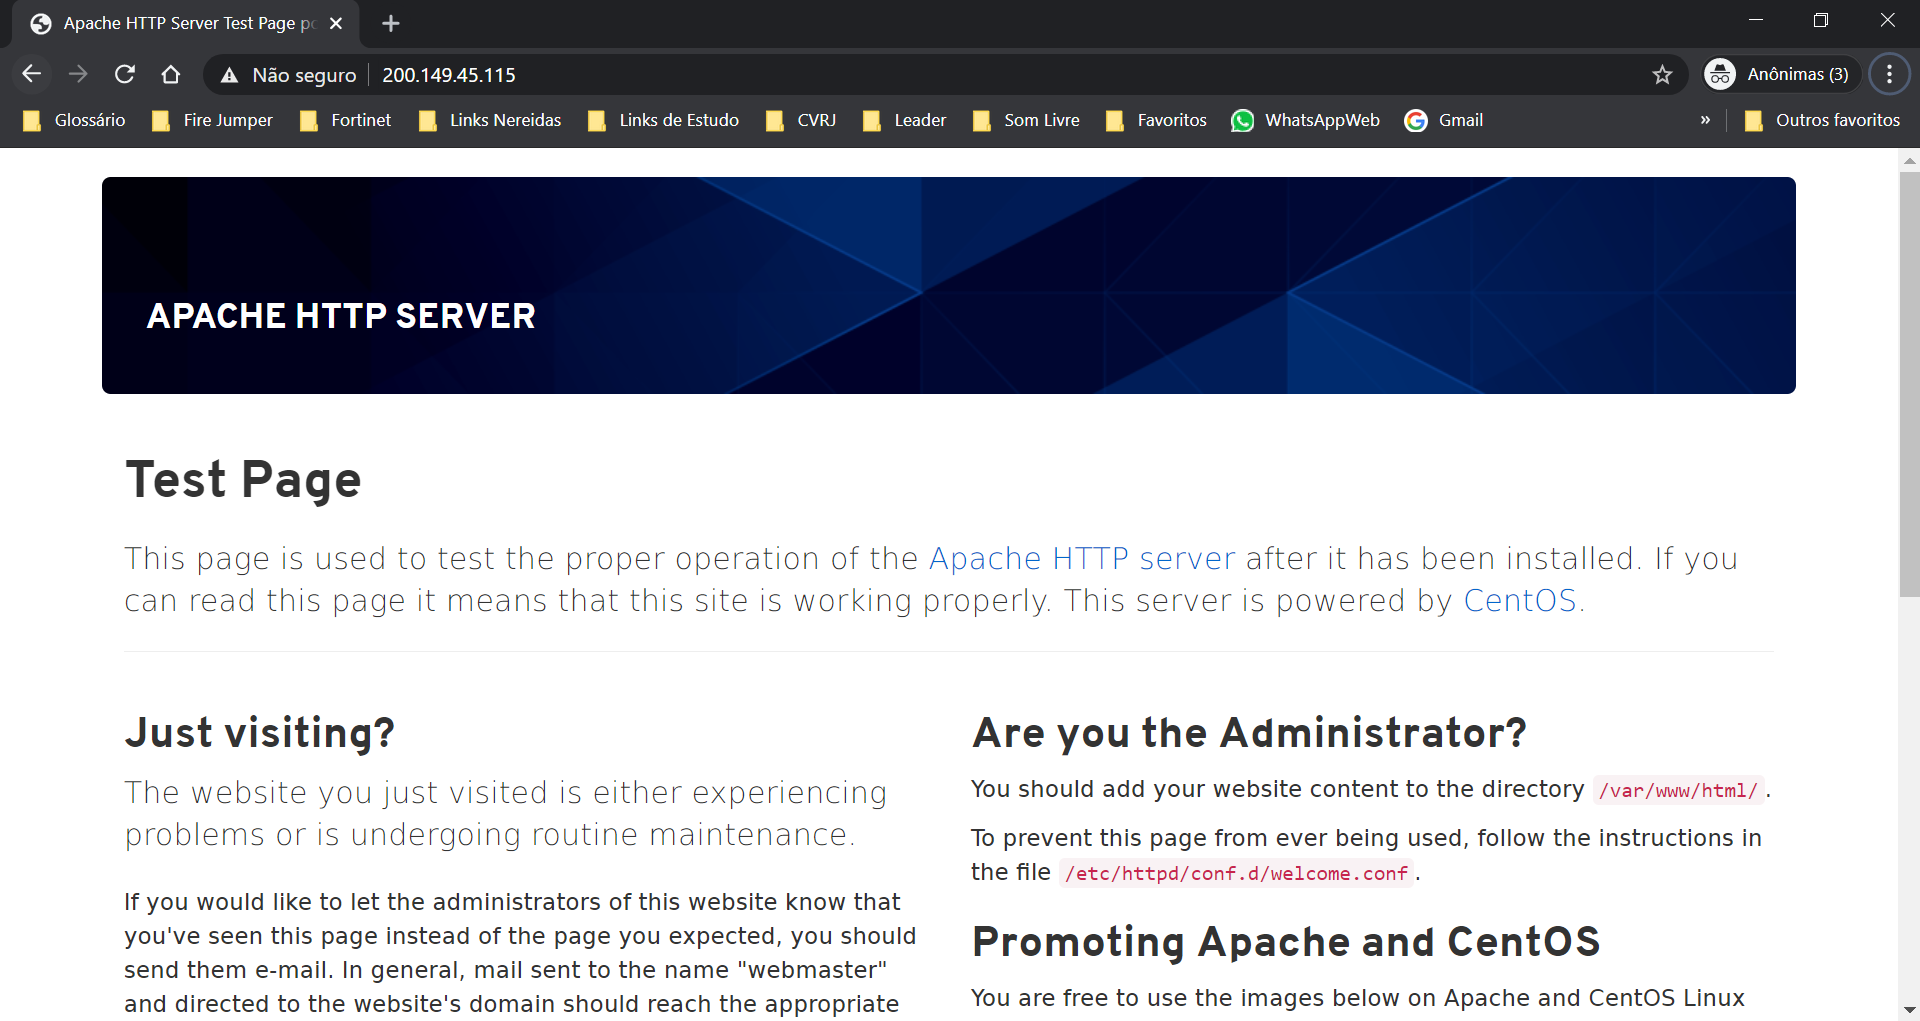 Apache HTTP Server Test Page po
Não seguro 200.149.45.115 Anônimas (3)
Glossário Fire Jumper Fortinet Links Nereidas Links de Estudo CVRJ Leader Som Livre Favoritos WhatsAppWeb Gmail » Outros favoritos
APACHE HTTP SERVER
Test Page
This page is used to test the proper operation of the Apache HTTP server after it has been installed. If you
can read this page it means that this site is working properly. This server is powered by CentOS.
Just visiting?
The website you just visited is either experiencing
problems or is undergoing routine maintenance.
If you would like to let the administrators of this website know that
you've seen this page instead of the page you expected, you should
send them e-mail. In general, mail sent to the name "webmaster"
and directed to the website's domain should reach the appropriate
Are you the Administrator?
You should add your website content to the directory /var/www/html/.
To prevent this page from ever being used, follow the instructions in
the file /etc/httpd/conf.d/welcome.conf.
Promoting Apache and CentOS
You are free to use the images below on Apache and CentOS Linux